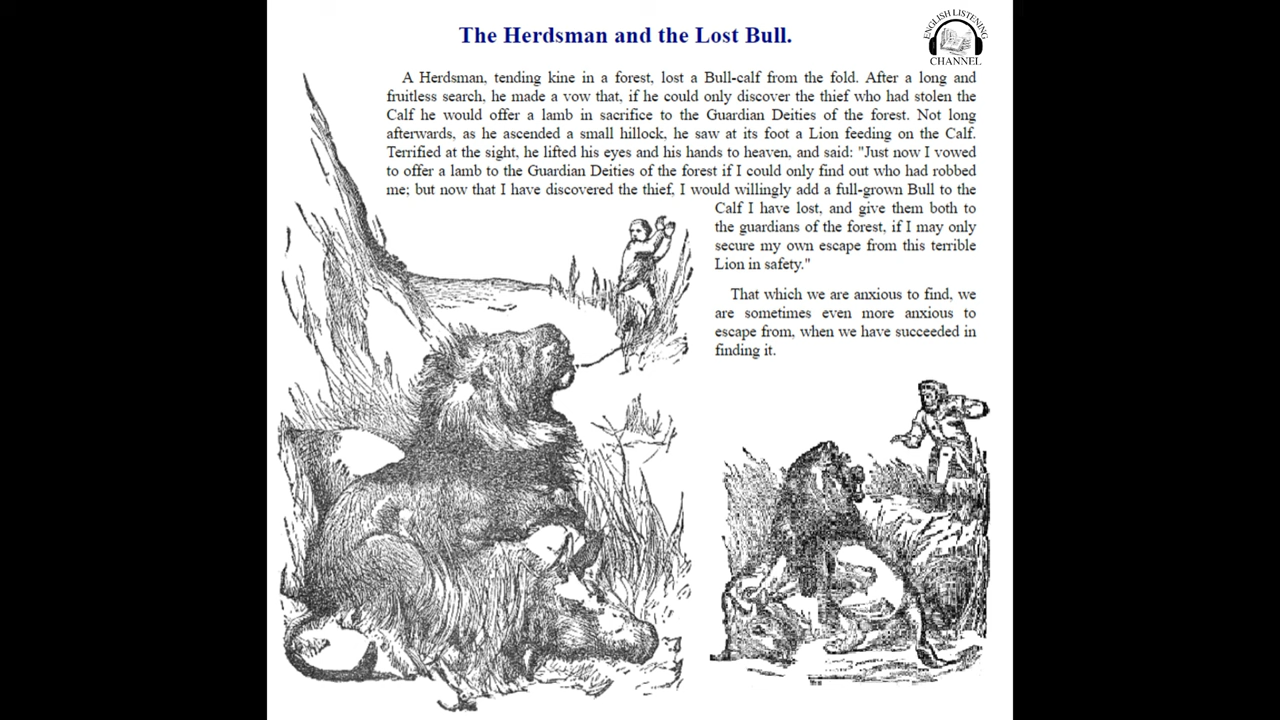 The Herdsman and the Lost Bull.
ENGLISH LISTENING
CHANNEL
A Herdsman, tending kine in a forest, lost a Bull-calf from the fold. After a long and
fruitless search, he made a vow that, if he could only discover the thief who had stolen the
Calf he would offer a lamb in sacrifice to the Guardian Deities of the forest. Not long
afterwards, as he ascended a small hillock, he saw at its foot a Lion feeding on the Calf.
Terrified at the sight, he lifted his eyes and his hands to heaven, and said: "Just now I vowed
to offer a lamb to the Guardian Deities of the forest if I could only find out who had robbed
me; but now that I have discovered the thief, I would willingly add a full-grown Bull to the
Calf I have lost, and give them both to
the guardians of the forest, if I may only
secure my own escape from this terrible
Lion in safety."
That which we are anxious to find, we
are sometimes even more anxious to
escape from, when we have succeeded in
finding it.